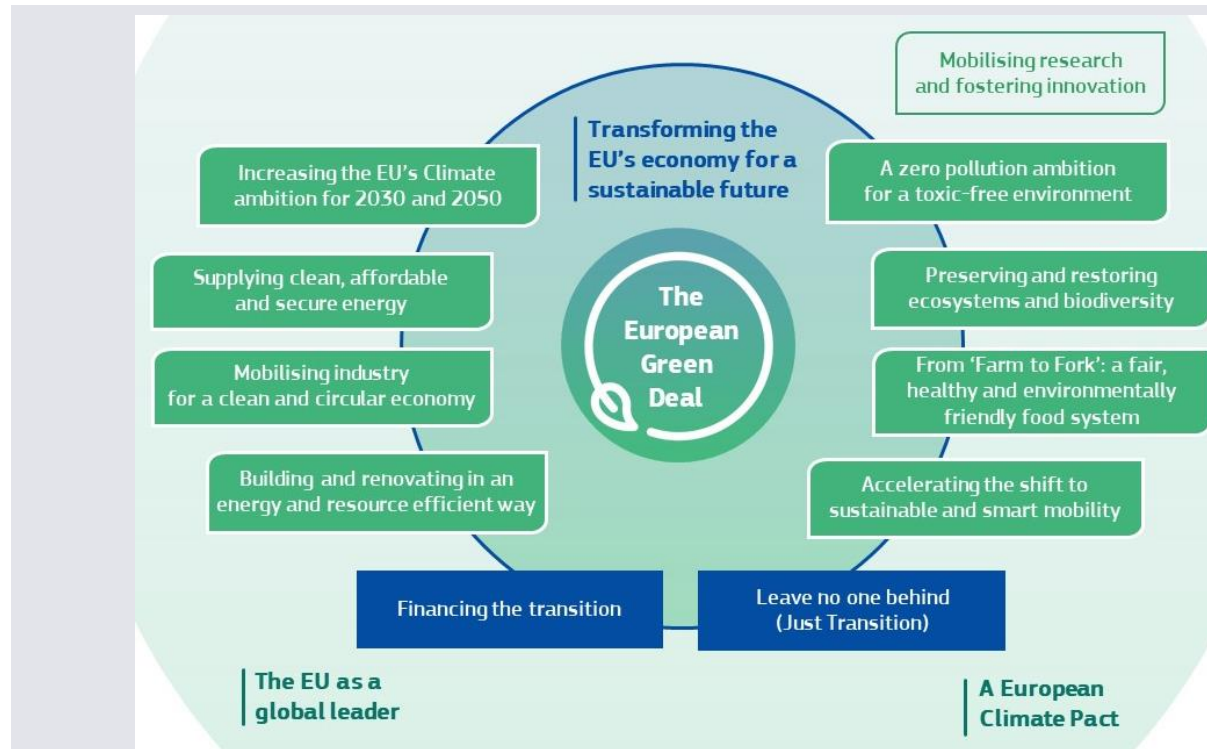 Mobilising research
and fostering innovation
Transforming the
EU's economy for a
sustainable future
Increasing the EU's Climate
ambition for 2030 and 2050
A zero pollution ambition
for a toxic-free environment
Supplying clean, affordable
and secure energy
Preserving and restoring
ecosystems and biodiversity
The
European
Green
Deal
Mobilising industry
for a clean and circular economy
From ‘Farm to Fork’: a fair,
healthy and environmentally
friendly food system
Building and renovating in an
energy and resource efficient way
Accelerating the shift to
sustainable and smart mobility
Financing the transition
Leave no one behind
(Just Transition)
The EU as a
global leader
A European
Climate Pact